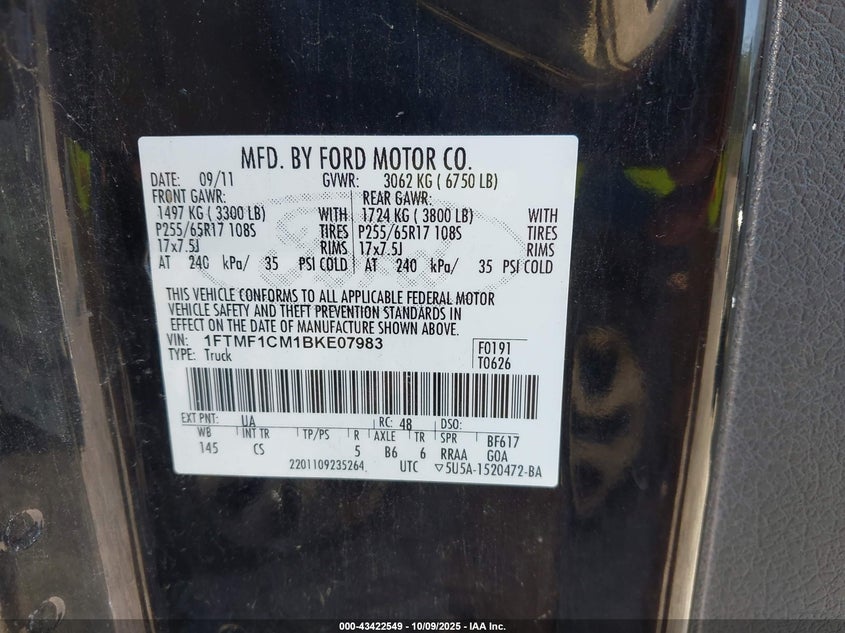 MFD. BY FORD MOTOR CO.
DATE: 09/11 GVWR: 3062 KG ( 6750 LB)
FRONT GAWR: REAR GAWR:
1497 KG ( 3300 LB) WITH 1724 KG ( 3800 LB) WITH
P255/65R17 108S TIRES P255/65R17 108S TIRES
17x7.5J RIMS 17x7.5J RIMS
AT 240 kPa/ 35 PSI COLD AT 240 kPa/ 35 PSI COLD
THIS VEHICLE CONFORMS TO ALL APPLICABLE FEDERAL MOTOR
VEHICLE SAFETY AND THEFT PREVENTION STANDARDS IN
EFFECT ON THE DATE OF MANUFACTURE SHOWN ABOVE.
VIN: 1FTMF1CM1BKE07983 F0191
TYPE: Truck T0626
EXT PNT: UA RC: 48 DSO:
WB INT TR TP/PS R AXLE TR SPR BF617
145 CS 5 B6 6 RRAA GOA
2201109235264 UTC ▽5U5A-1520472-BA
000-43422549 - 10/09/2025 - IAA Inc.